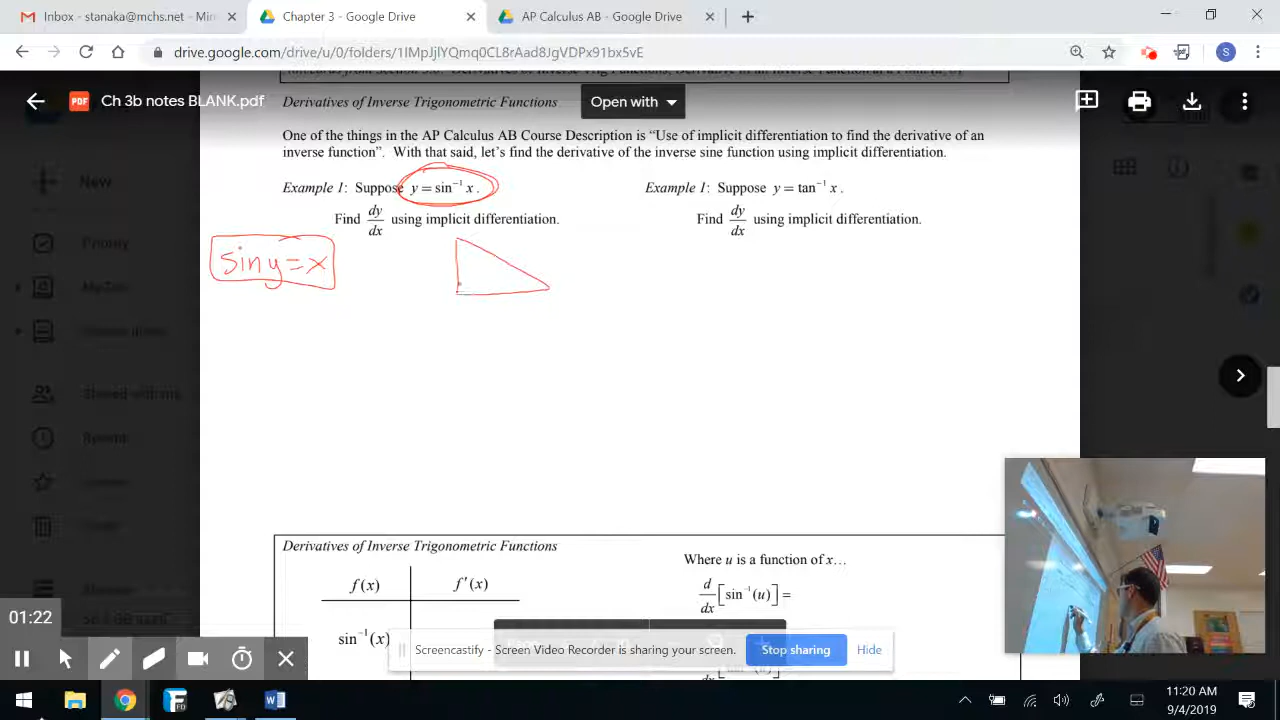 Inbox - stanaka@mchs.net - Mir
Chapter 3 - Google Drive
AP Calculus AB - Google Drive
drive.google.com/drive/u/0/folders/1lMpJjlYQmq0CL8rAad8JgVDPx91bx5vE
S
PDF
Ch 3b notes BLANK.pdf
Open with
New
Priority
Recent
Derivatives of Inverse Trigonometric Functions
One of the things in the AP Calculus AB Course Description is “Use of implicit differentiation to find the derivative of an
inverse function”. With that said, let’s find the derivative of the inverse sine function using implicit differentiation.
Example 1: Suppose y = sin⁻¹ x .
Find dy/dx using implicit differentiation.
sin y = x
Example 1: Suppose y = tan⁻¹ x .
Find dy/dx using implicit differentiation.
Derivatives of Inverse Trigonometric Functions
f (x) f ′(x)
sin⁻¹(x)
Where u is a function of x…
d/dx [sin⁻¹(u)] =
01:22
Screencastify - Screen Video Recorder is sharing your screen.
Stop sharing
Hide
11:20 AM
9/4/2019